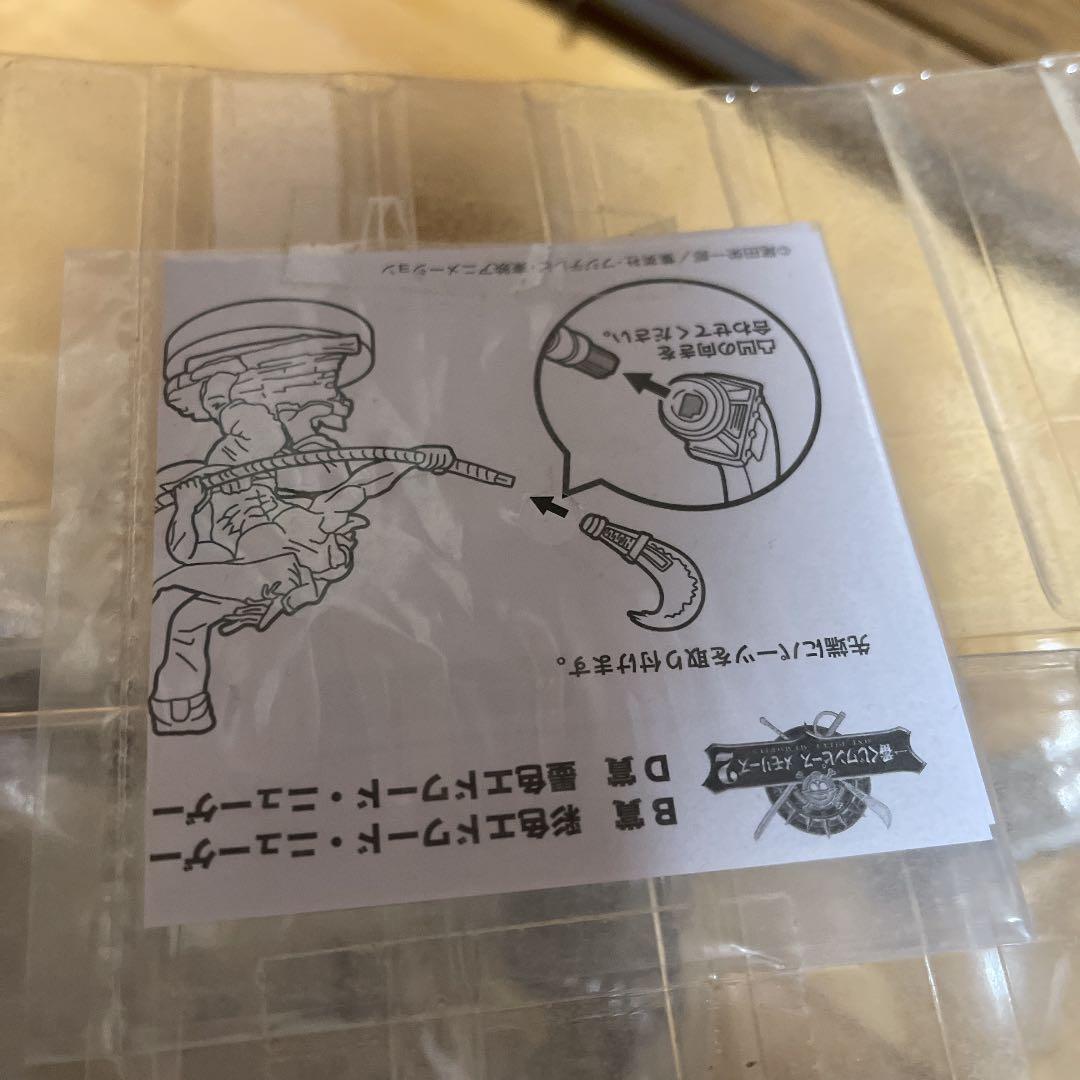 一番くじワンピース メモリーズ2
B賞 彩色エドワード・ニューゲー
D賞 墨色エドワード・ニューゲー
先端にパーツを取り付けます。
凸凹の向きを
合わせてください。
©尾田栄一郎／集英社・フジテレビ・東映アニメーション